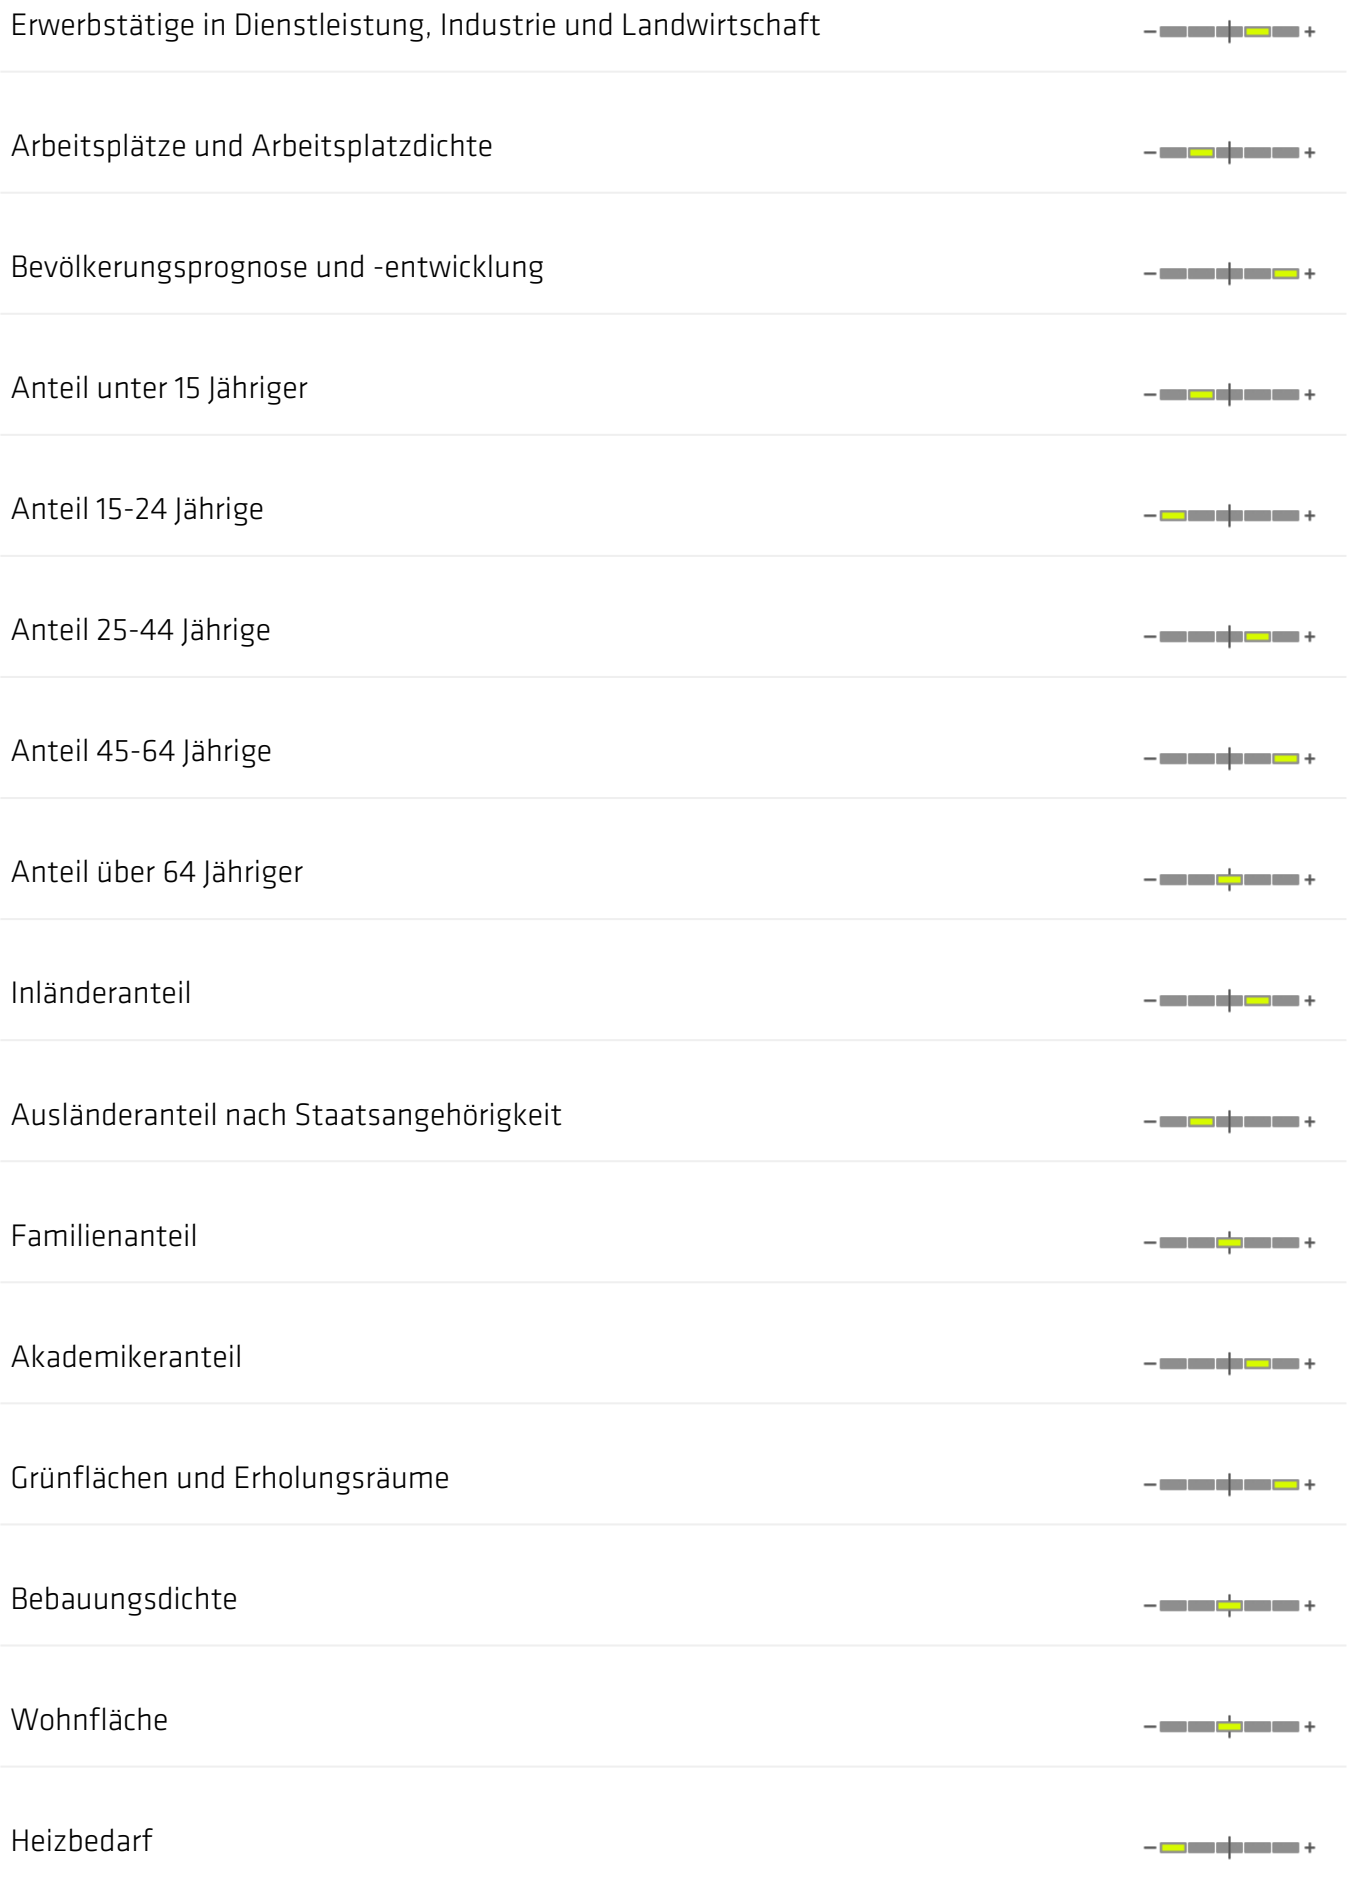 Erwerbstätige in Dienstleistung, Industrie und Landwirtschaft - +
Arbeitsplätze und Arbeitsplatzdichte - +
Bevölkerungsprognose und -entwicklung - +
Anteil unter 15 Jähriger - +
Anteil 15-24 Jährige - +
Anteil 25-44 Jährige - +
Anteil 45-64 Jährige - +
Anteil über 64 Jähriger - +
Inländeranteil - +
Ausländeranteil nach Staatsangehörigkeit - +
Familienanteil - +
Akademikeranteil - +
Grünflächen und Erholungsräume - +
Bebauungsdichte - +
Wohnfläche - +
Heizbedarf - +